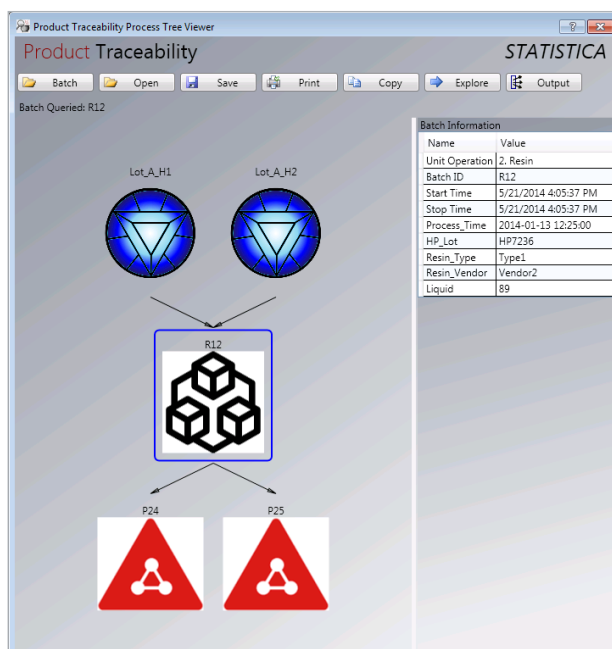 Product Traceability Process Tree Viewer
Product Traceability
STATISTICA
Batch Open Save Print Copy Explore Output
Batch Queried: R12
Batch Information
Name Value
Unit Operation 2. Resin
Batch ID R12
Start Time 5/21/2014 4:05:37 PM
Stop Time 5/21/2014 4:05:37 PM
Process_Time 2014-01-13 12:25:00
HP_Lot HP7236
Resin_Type Type1
Resin_Vendor Vendor2
Liquid 89
Lot_A_H1 Lot_A_H2
R12
P24 P25